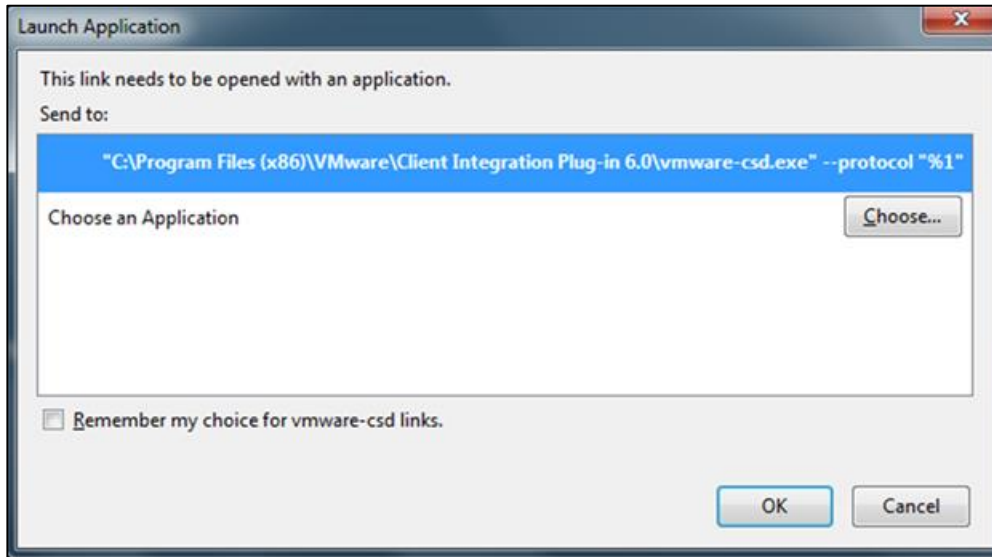 Launch Application
This link needs to be opened with an application.
Send to:
"C:\Program Files (x86)\VMware\Client Integration Plug-in 6.0\vmware-csd.exe" --protocol "%1"
Choose an Application
Choose...
Remember my choice for vmware-csd links.
OK
Cancel